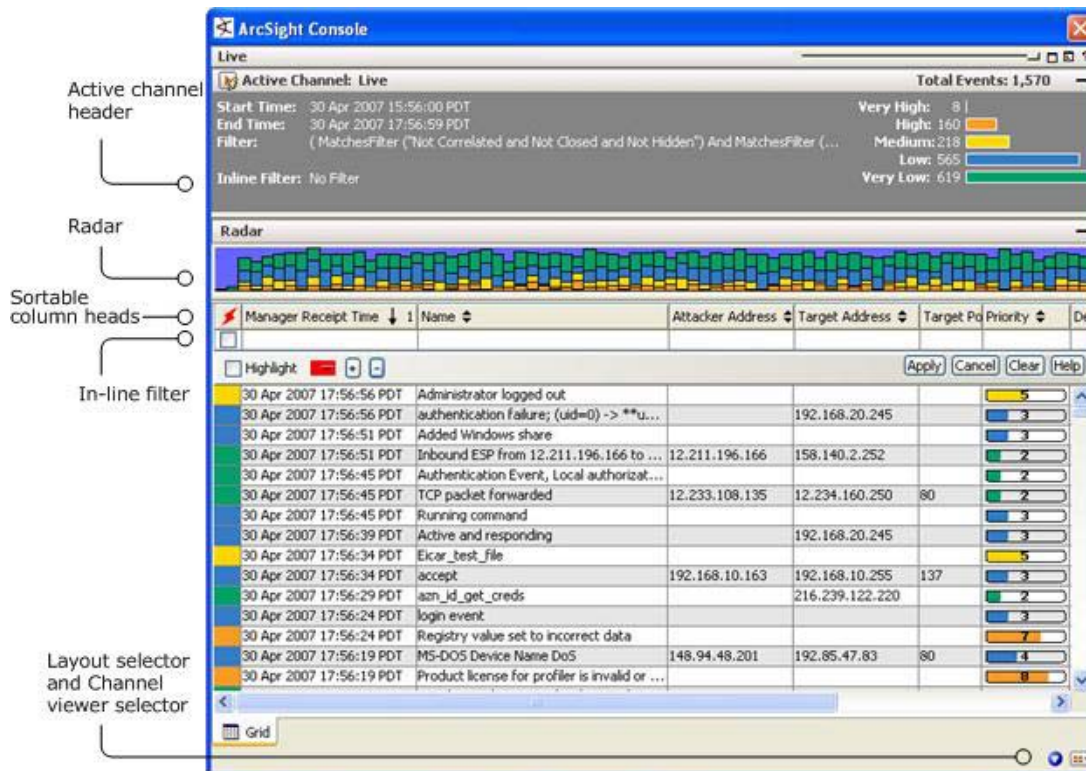 ArcSight Console
Live
Active Channel: Live Total Events: 1,570
Start Time: 30 Apr 2007 15:56:00 PDT
End Time: 30 Apr 2007 17:56:59 PDT
Filter: ( MatchesFilter ("Not Correlated and Not Closed and Not Hidden") And MatchesFilter (...
Inline Filter: No Filter
Very High: 8
High: 160
Medium: 218
Low: 565
Very Low: 619
Active channel
header
Radar
Radar
Sortable
column heads
Manager Receipt Time 1 Name Attacker Address Target Address Target Po Priority De
In-line filter
Highlight + - Apply Cancel Clear Help
30 Apr 2007 17:56:56 PDT Administrator logged out 5
30 Apr 2007 17:56:56 PDT authentication failure; (uid=0) -> **u... 192.168.20.245 3
30 Apr 2007 17:56:51 PDT Added Windows share 3
30 Apr 2007 17:56:51 PDT Inbound ESP from 12.211.196.166 to ... 12.211.196.166 158.140.2.252 2
30 Apr 2007 17:56:45 PDT Authentication Event, Local authorizat... 2
30 Apr 2007 17:56:45 PDT TCP packet forwarded 12.233.108.135 12.234.160.250 80 2
30 Apr 2007 17:56:45 PDT Running command 3
30 Apr 2007 17:56:39 PDT Active and responding 192.168.20.245 3
30 Apr 2007 17:56:34 PDT Eicar_test_file 5
30 Apr 2007 17:56:34 PDT accept 192.168.10.163 192.168.10.255 137 3
30 Apr 2007 17:56:29 PDT azn_id_get_creds 216.239.122.220 2
30 Apr 2007 17:56:24 PDT login event 3
30 Apr 2007 17:56:24 PDT Registry value set to incorrect data 7
30 Apr 2007 17:56:19 PDT MS-DOS Device Name DoS 148.94.48.201 192.85.47.83 80 4
30 Apr 2007 17:56:19 PDT Product license for profiler is invalid or ... 8
Layout selector
and Channel
viewer selector
Grid